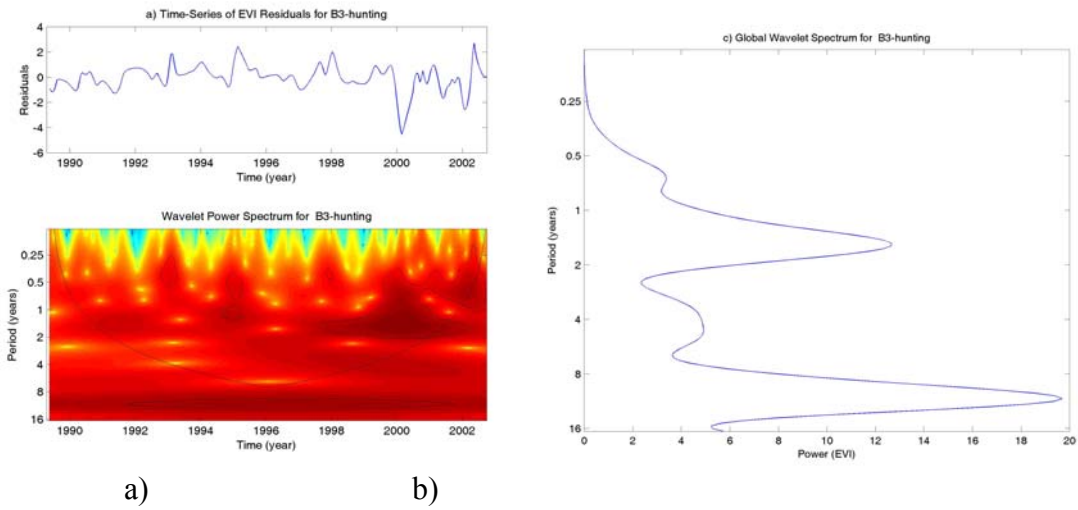 a) Time-Series of EVI Residuals for B3-hunting
4
2
0
-2
-4
-6
Residuals
1990 1992 1994 1996 1998 2000 2002
Time (year)
Wavelet Power Spectrum for B3-hunting
0.25
0.5
1
2
4
8
16
Period (years)
1990 1992 1994 1996 1998 2000 2002
Time (year)
c) Global Wavelet Spectrum for B3-hunting
0.25
0.5
1
2
4
8
16
Period (years)
0 2 4 6 8 10 12 14 16 18 20
Power (EVI)
a) b)